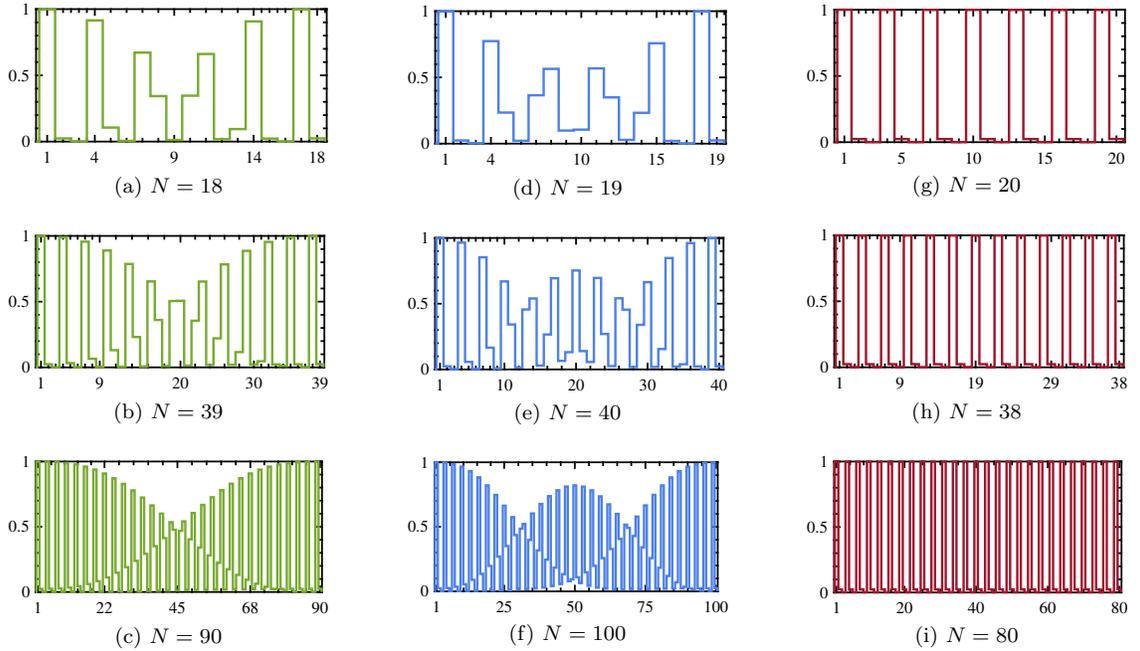 1 1 1
0.5 0.5 0.5
0 0 0
1 4 9 14 18 1 4 10 15 19 1 5 10 15 20
(a) N = 18 (d) N = 19 (g) N = 20
1 1 1
0.5 0.5 0.5
0 0 0
1 9 20 30 39 1 10 20 30 40 1 9 19 29 38
(b) N = 39 (e) N = 40 (h) N = 38
1 1 1
0.5 0.5 0.5
0 0 0
1 22 45 68 90 1 25 50 75 100 1 20 40 60 80
(c) N = 90 (f) N = 100 (i) N = 80